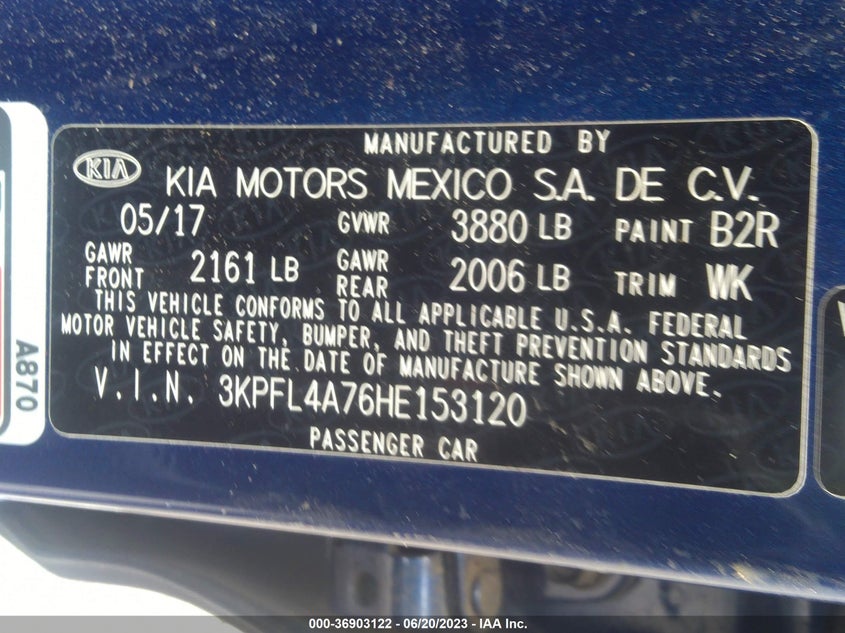 MANUFACTURED BY
KIA
KIA MOTORS MEXICO S.A. DE C.V.
05/17 GVWR 3880 LB PAINT B2R
GAWR FRONT 2161 LB GAWR REAR 2006 LB TRIM WK
THIS VEHICLE CONFORMS TO ALL APPLICABLE U.S.A. FEDERAL
MOTOR VEHICLE SAFETY, BUMPER, AND THEFT PREVENTION STANDARDS
IN EFFECT ON THE DATE OF MANUFACTURE SHOWN ABOVE.
V.I.N. 3KPFL4A76HE153120
PASSENGER CAR
A870
000-36903122 - 06/20/2023 - IAA Inc.